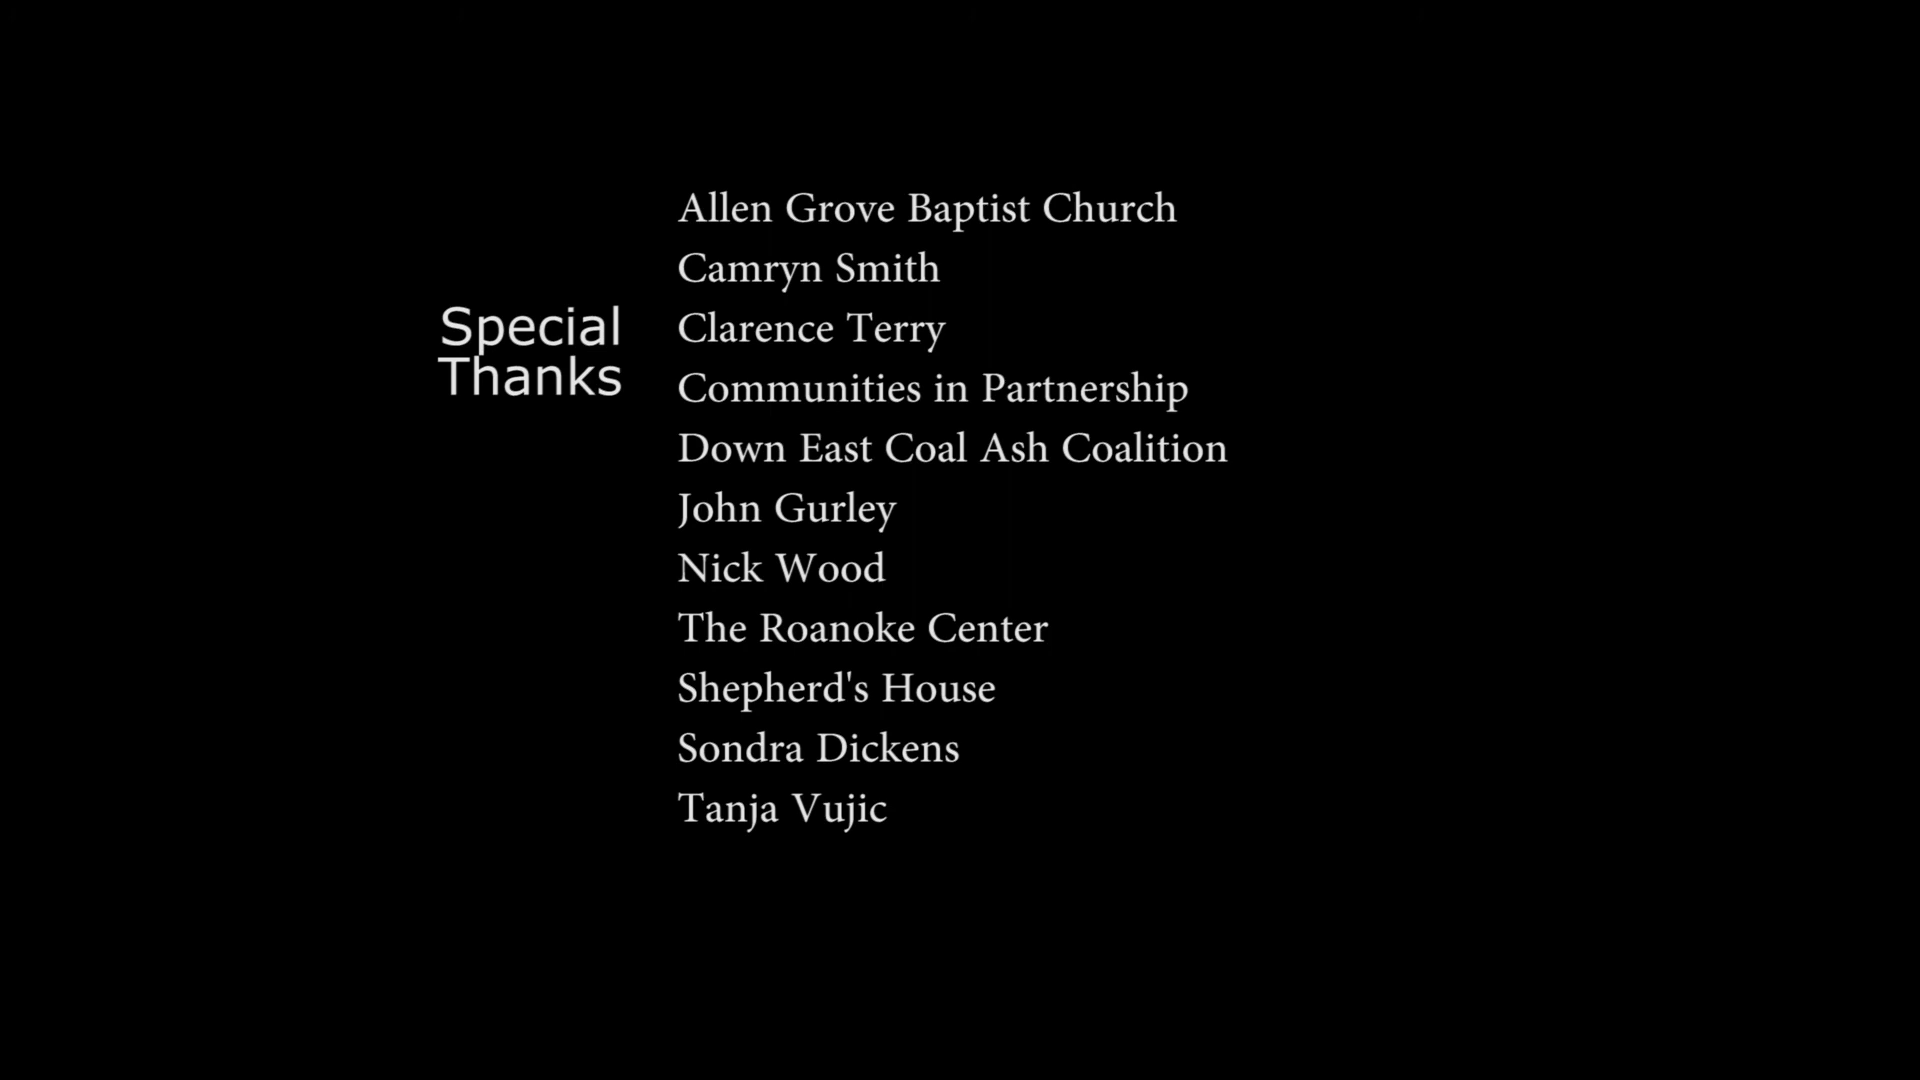 Special
Thanks
Allen Grove Baptist Church
Camryn Smith
Clarence Terry
Communities in Partnership
Down East Coal Ash Coalition
John Gurley
Nick Wood
The Roanoke Center
Shepherd's House
Sondra Dickens
Tanja Vujic